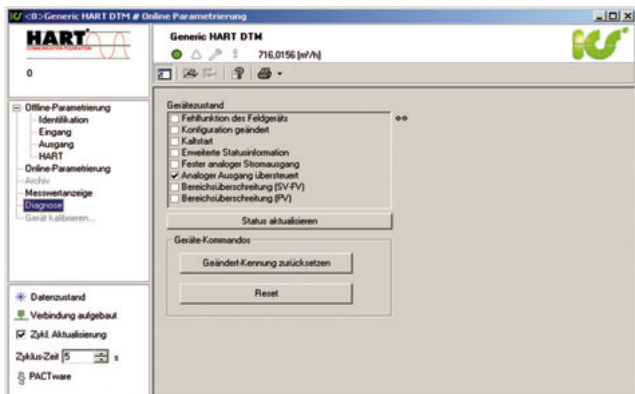 <0>Generic HART DTM # Online Parametrierung
HART
COMMUNICATION FOUNDATION
0
Generic HART DTM
716,0156 [m³/h]
ICS
Offline-Parametrierung
Identifikation
Eingang
Ausgang
HART
Online-Parametrierung
Archiv
Messwertanzeige
Diagnose
Gerät kalibrieren...
Gerätezustand
Fehlfunktion des Feldgeräts
Konfiguration geändert
Kaltstart
Erweiterte Statusinformation
Fester analoger Stromausgang
Analoger Ausgang übersteuert
Bereichsüberschreitung (SV-FV)
Bereichsüberschreitung (PV)
Status aktualisieren
Geräte-Kommandos
Geändert-Kennung zurücksetzen
Reset
Datenzustand
Verbindung aufgebaut
Zykl. Aktualisierung
Zyklus-Zeit 5 s
PACTware